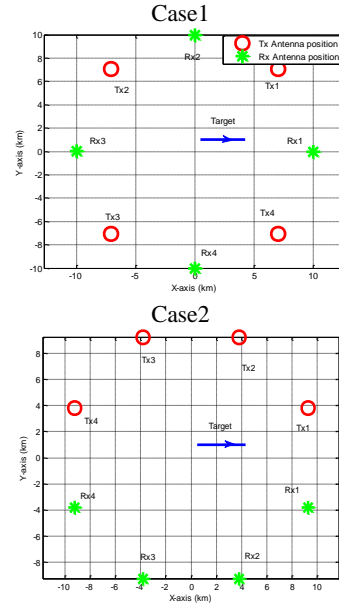 Case1
Tx Antenna position
Rx Antenna position
Rx2
Tx2
Tx1
Target
Rx3
Rx1
Tx3
Tx4
Rx4
10
8
6
4
2
0
-2
-4
-6
-8
-10
Y-axis (km)
-10 -5 0 5 10
X-axis (km)
Case2
Tx3
Tx2
Tx4
Tx1
Target
Rx4
Rx1
Rx3
Rx2
8
6
4
2
0
-2
-4
-6
-8
Y-axis (km)
-10 -8 -6 -4 -2 0 2 4 6 8 10
X-axis (km)